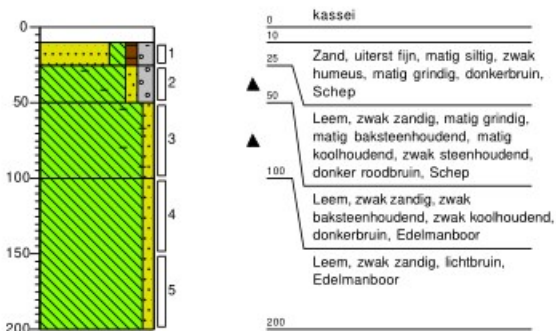 0
50
100
150
200
1
2
3
4
5
0
kassei
10
Zand, uiterst fijn, matig siltig, zwak
humeus, matig grindig, donkerbruin,
Schep
25
Leem, zwak zandig, matig grindig,
matig baksteenhoudend, matig
koolhoudend, zwak steenhoudend,
donker roodbruin, Schep
50
Leem, zwak zandig, zwak
baksteenhoudend, zwak koolhoudend,
donkerbruin, Edelmanboor
100
Leem, zwak zandig, lichtbruin,
Edelmanboor
200